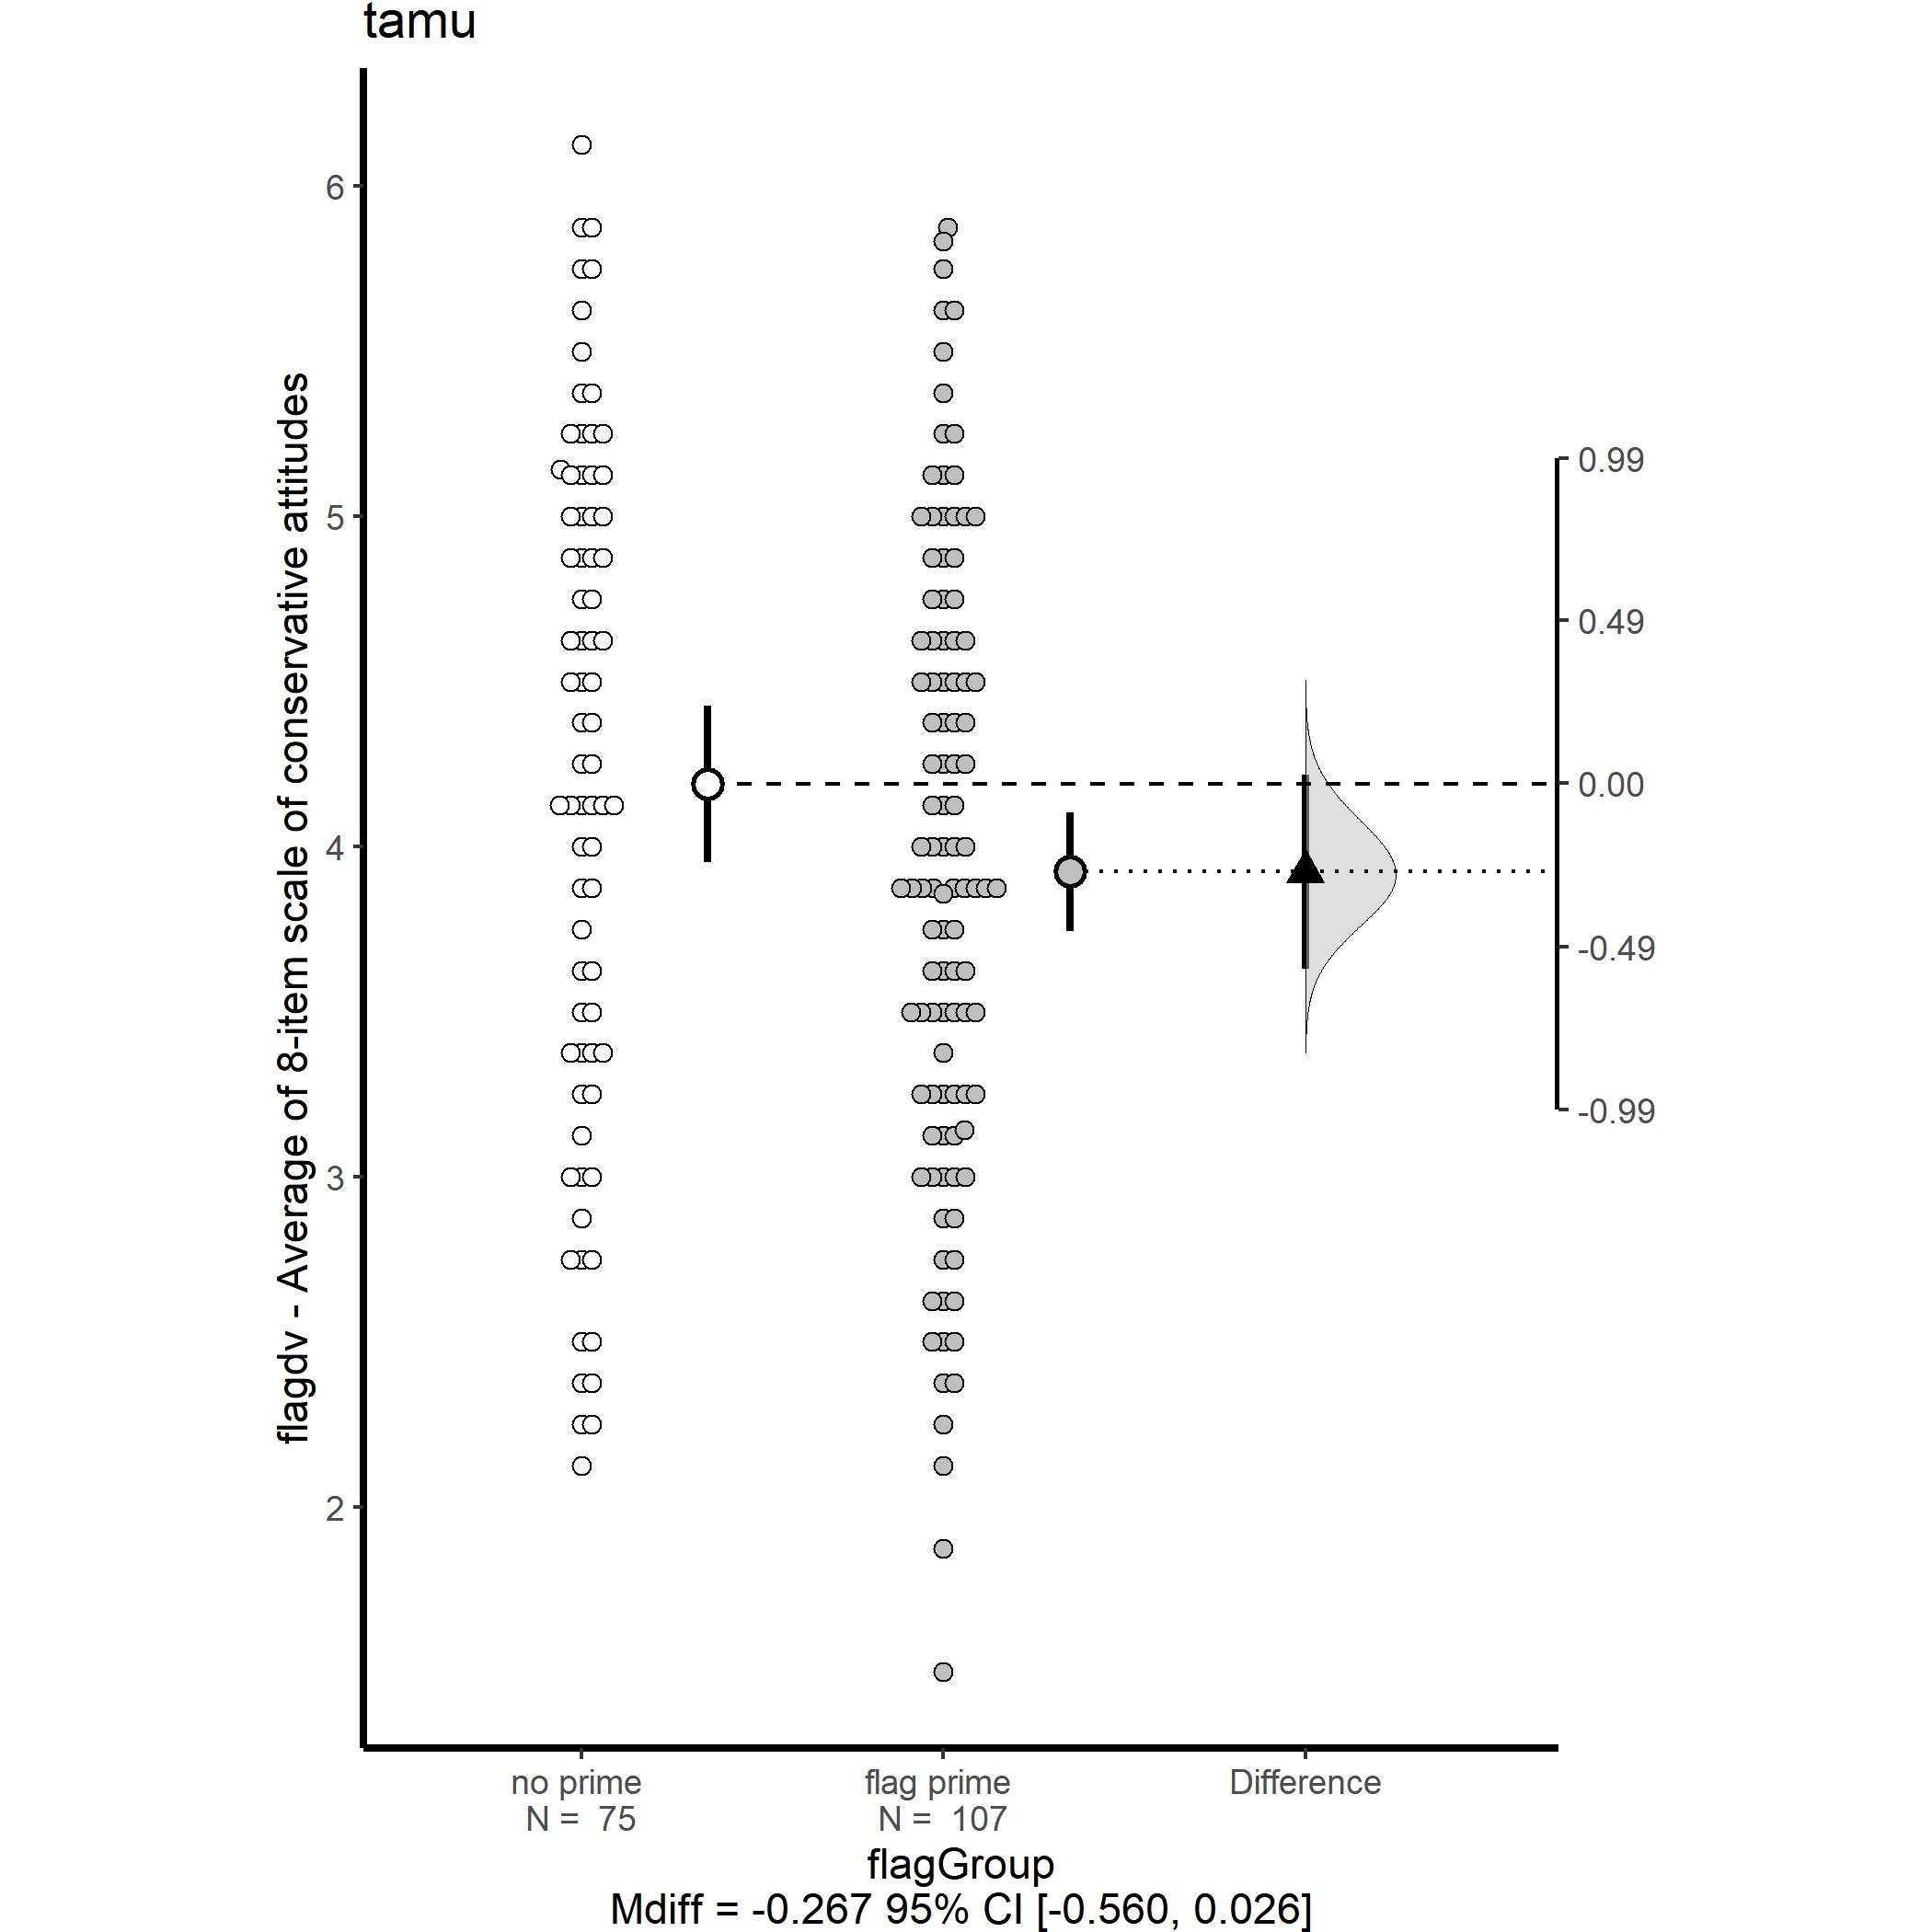 tamu
flagdv - Average of 8-item scale of conservative attitudes
6
5
4
3
2
0.99
0.49
0.00
-0.49
-0.99
no prime
N = 75
flag prime
N = 107
Difference
flagGroup
Mdiff = -0.267 95% CI [-0.560, 0.026]